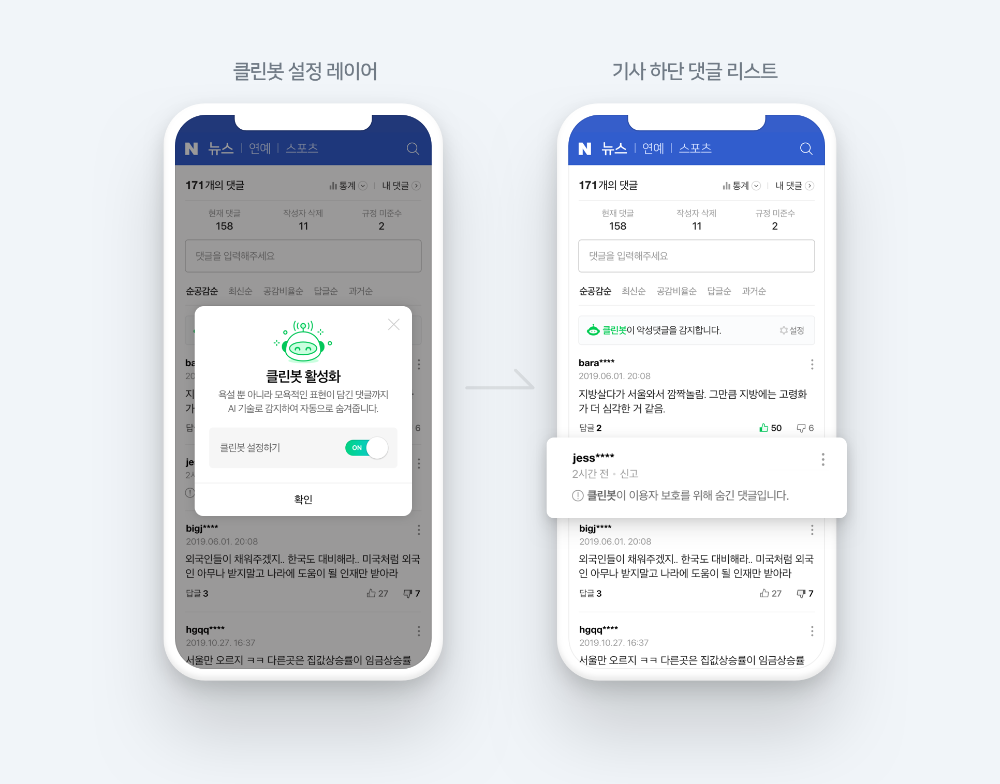 클린봇 설정 레이어
N 뉴스 | 연예 | 스포츠
171개의 댓글
통계 | 내 댓글
현재 댓글 작성자 삭제 규정 미준수
158 11 2
댓글을 입력해주세요
순공감순 최신순 공감비율순 답글순 과거순
클린봇 활성화
욕설 뿐 아니라 모욕적인 표현이 담긴 댓글까지
AI 기술로 감지하여 자동으로 숨겨줍니다.
클린봇 설정하기 ON
확인
ba
20
지
가
답
6
je
2시
bigj****
2019.06.01. 20:08
외국인들이 채워주겠지.. 한국도 대비해라.. 미국처럼 외국
인 아무나 받지말고 나라에 도움이 될 인재만 받아라
답글 3 27 7
hgqq****
2019.10.27. 16:37
서울만 오르지 ㅋㅋ 다른곳은 집값상승률이 임금상승률
기사 하단 댓글 리스트
N 뉴스 | 연예 | 스포츠
171개의 댓글
통계 | 내 댓글
현재 댓글 작성자 삭제 규정 미준수
158 11 2
댓글을 입력해주세요
순공감순 최신순 공감비율순 답글순 과거순
클린봇이 악성댓글을 감지합니다. 설정
bara****
2019.06.01. 20:08
지방살다가 서울와서 깜짝놀람. 그만큼 지방에는 고령화
가 더 심각한 거 같음.
답글 2 50 6
jess****
2시간 전 • 신고
클린봇이 이용자 보호를 위해 숨긴 댓글입니다.
bigj****
2019.06.01. 20:08
외국인들이 채워주겠지.. 한국도 대비해라.. 미국처럼 외국
인 아무나 받지말고 나라에 도움이 될 인재만 받아라
답글 3 27 7
hgqq****
2019.10.27. 16:37
서울만 오르지 ㅋㅋ 다른곳은 집값상승률이 임금상승률